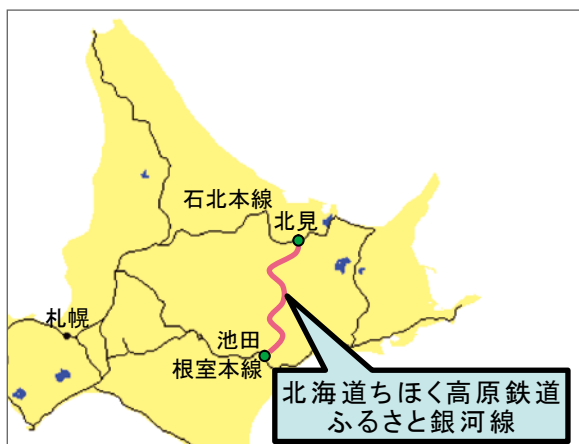 石北本線
北見
札幌
池田
根室本線
北海道ちほく高原鉄道
ふるさと銀河線